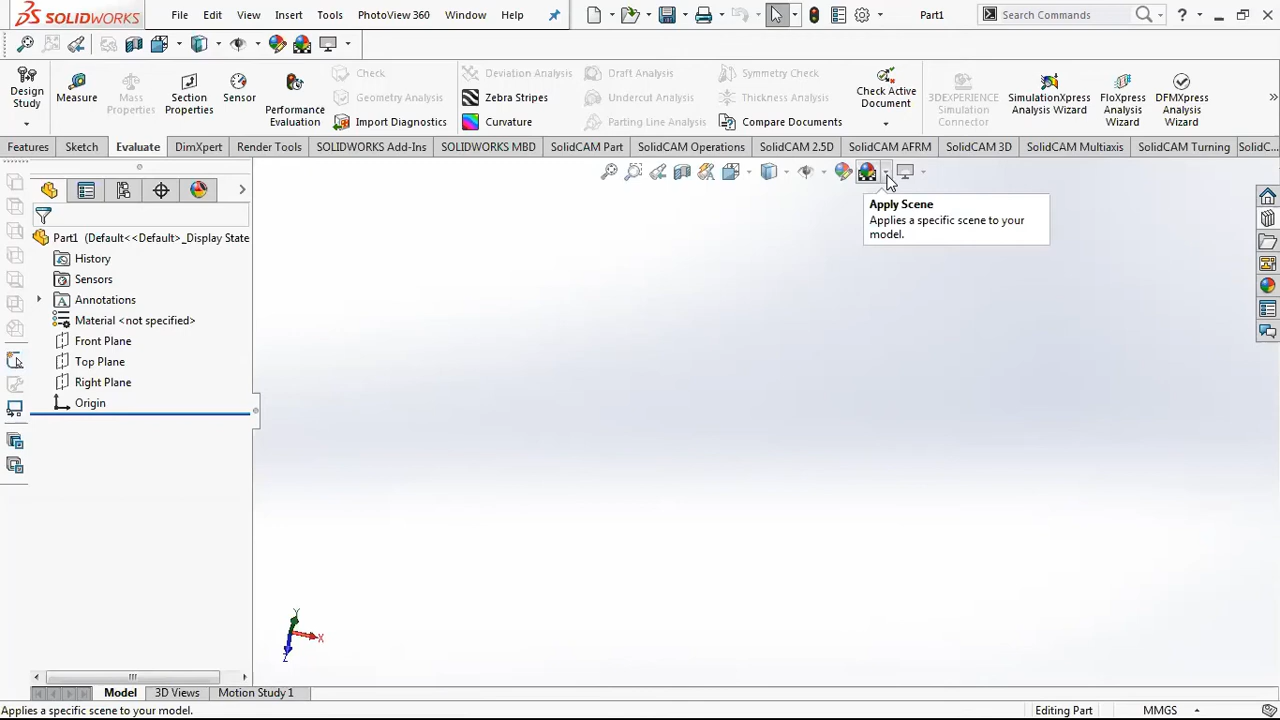 SOLIDWORKS File Edit View Insert Tools PhotoView 360 Window Help Part1 Search Commands ?
Design Study
Measure
Mass Properties
Section Properties
Sensor
Performance Evaluation
Check
Geometry Analysis
Import Diagnostics
Deviation Analysis
Zebra Stripes
Curvature
Draft Analysis
Undercut Analysis
Parting Line Analysis
Symmetry Check
Thickness Analysis
Compare Documents
Check Active Document
3DEXPERIENCE Simulation Connector
SimulationXpress Analysis Wizard
FloXpress Analysis Wizard
DFMXpress Analysis Wizard
Features Sketch Evaluate DimXpert Render Tools SOLIDWORKS Add-Ins SOLIDWORKS MBD SolidCAM Part SolidCAM Operations SolidCAM 2.5D SolidCAM AFRM SolidCAM 3D SolidCAM Multiaxis SolidCAM Turning SolidC...
Apply Scene
Applies a specific scene to your
model.
Part1 (Default<<Default>_Display State
History
Sensors
Annotations
Material <not specified>
Front Plane
Top Plane
Right Plane
Origin
Y
X
Z
Model 3D Views Motion Study 1
Applies a specific scene to your model. Editing Part MMGS